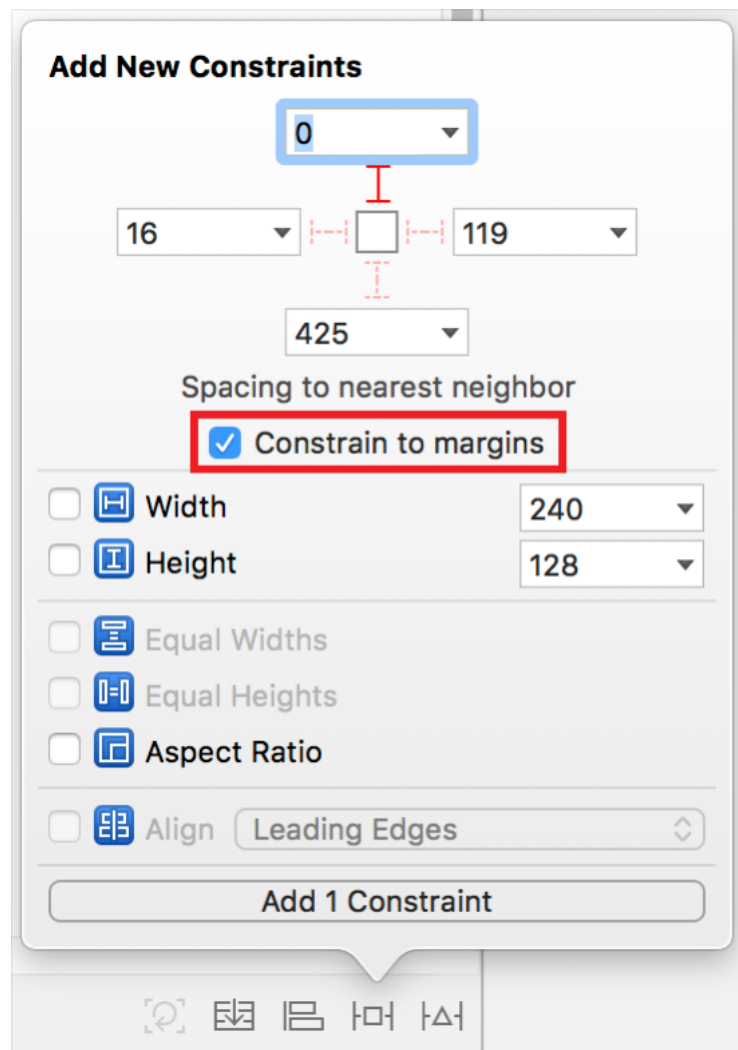 Add New Constraints
0
16
119
425
Spacing to nearest neighbor
Constrain to margins
Width 240
Height 128
Equal Widths
Equal Heights
Aspect Ratio
Align Leading Edges
Add 1 Constraint